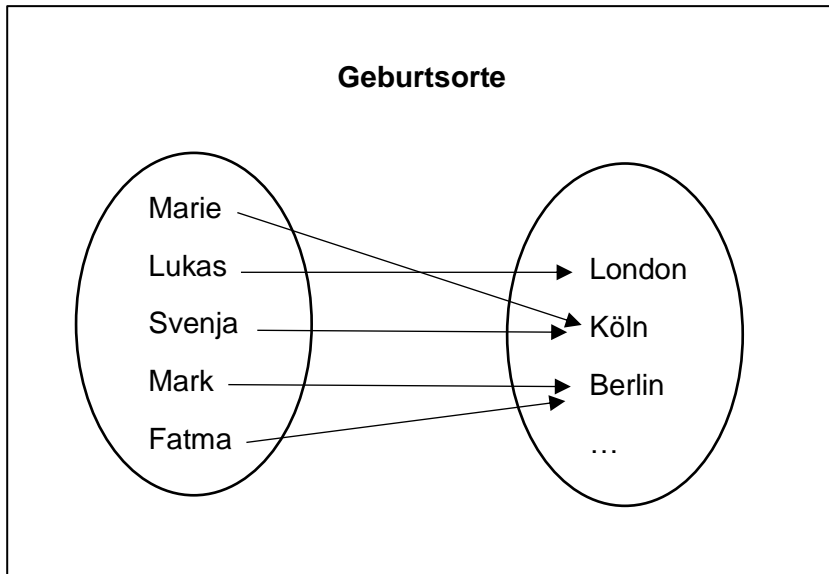 Geburtsorte
Marie
Lukas
Svenja
Mark
Fatma
London
Köln
Berlin
…